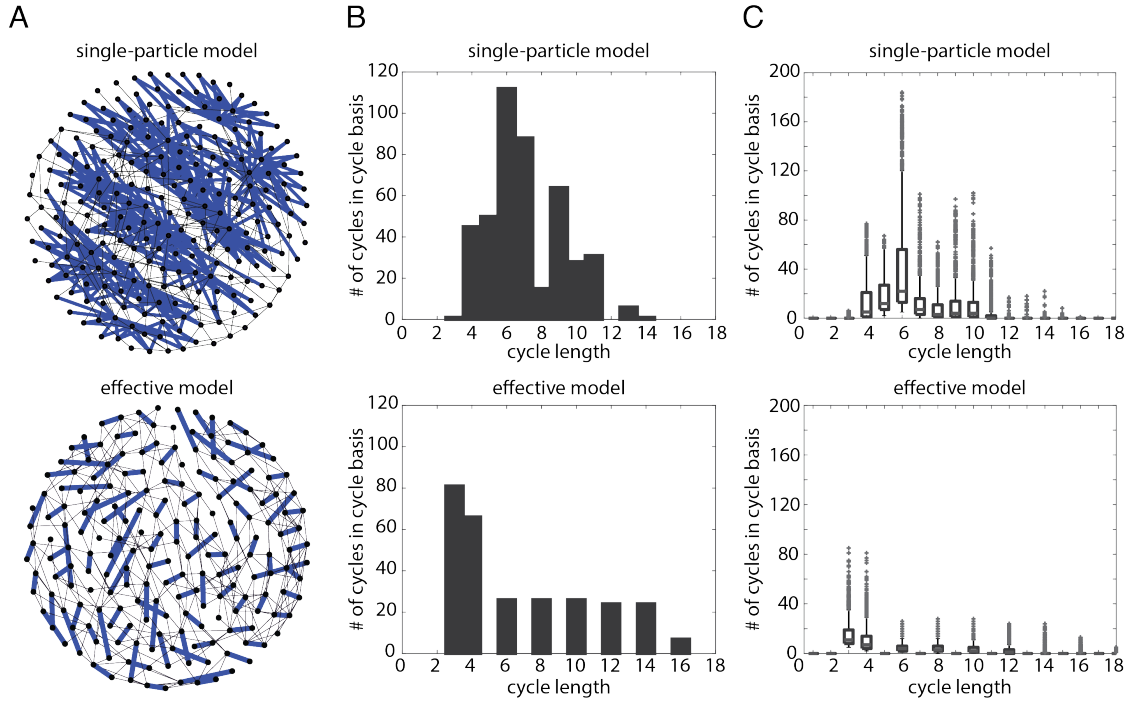 A
B
C
single-particle model
single-particle model
single-particle model
# of cycles in cycle basis
120
100
80
60
40
20
0
0 2 4 6 8 10 12 14 16 18
cycle length
# of cycles in cycle basis
200
160
120
80
40
0
0 2 4 6 8 10 12 14 16 18
cycle length
effective model
effective model
effective model
# of cycles in cycle basis
120
100
80
60
40
20
0
0 2 4 6 8 10 12 14 16 18
cycle length
# of cycles in cycle basis
200
160
120
80
40
0
0 2 4 6 8 10 12 14 16 18
cycle length